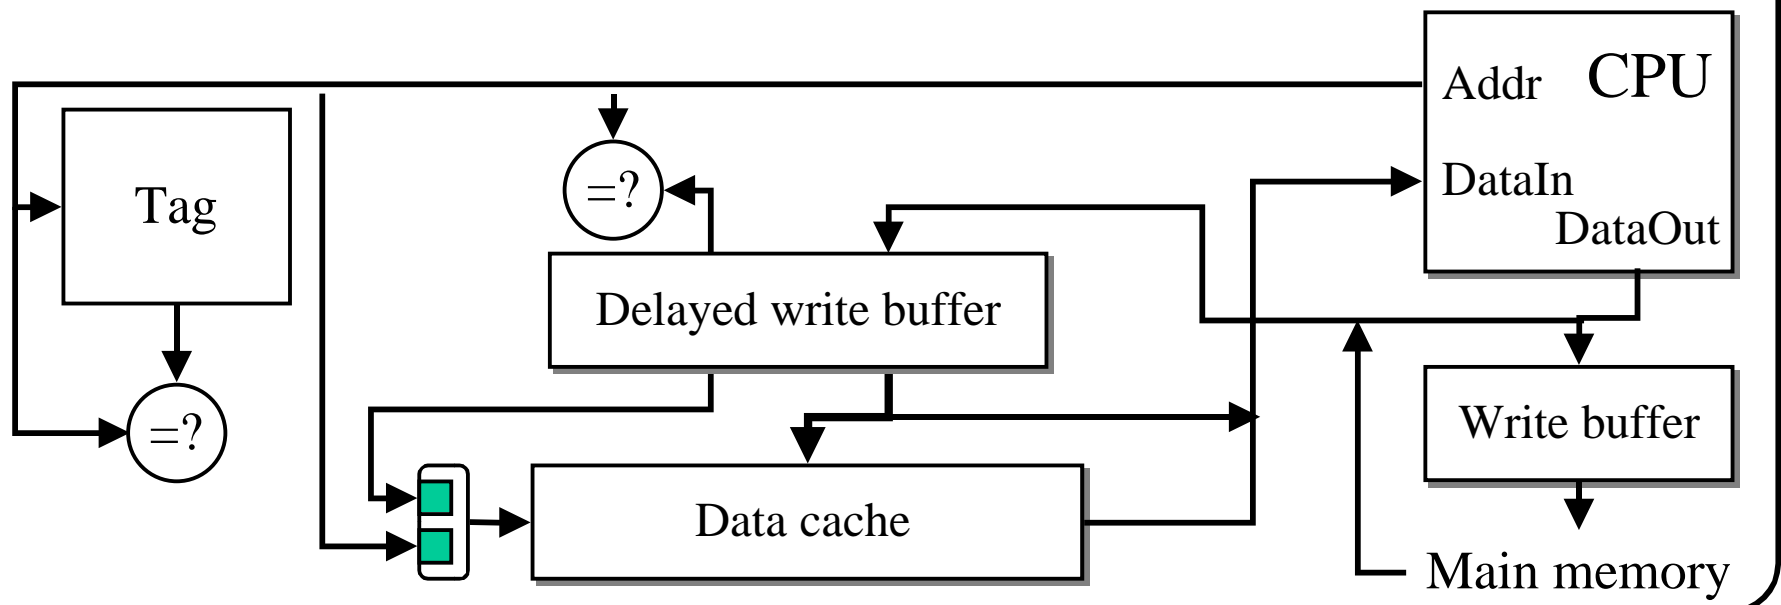 Addr CPU
Tag
=?
DataIn
DataOut
Delayed write buffer
=?
Write buffer
Data cache
Main memory